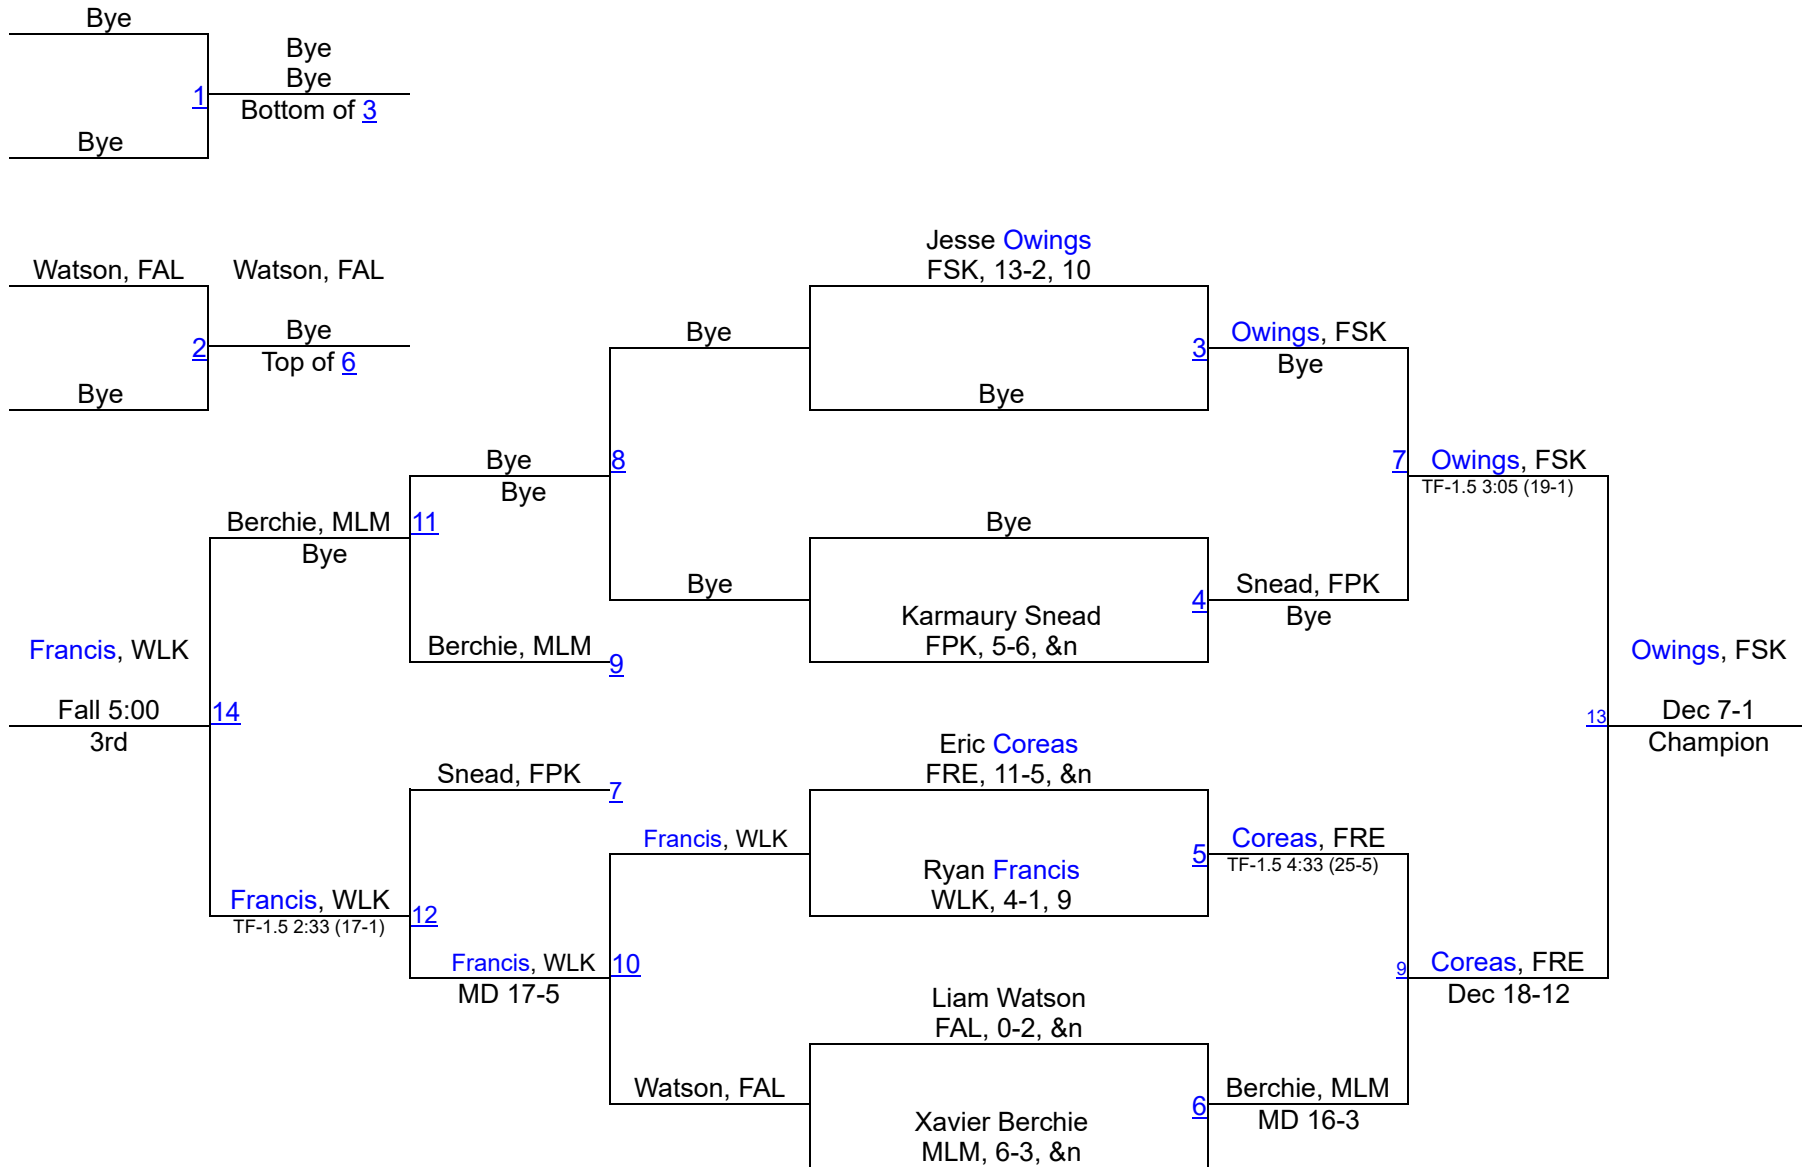 Bye
Bye
Bye
1
Bottom of 3
Bye
Watson, FAL
Watson, FAL
Bye
2
Top of 6
Bye
Jesse Owings
FSK, 13-2, 10
Bye
3
Owings, FSK
Bye
Bye
8
Bye
Bye
7
Owings, FSK
TF-1.5 3:05 (19-1)
Berchie, MLM
11
Bye
Bye
Bye
Karmaury Snead
FPK, 5-6, &n
4
Snead, FPK
Bye
Berchie, MLM
9
Francis, WLK
Fall 5:00
14
3rd
Owings, FSK
13
Dec 7-1
Champion
Eric Coreas
FRE, 11-5, &n
Snead, FPK
7
Francis, WLK
5
Coreas, FRE
TF-1.5 4:33 (25-5)
Ryan Francis
WLK, 4-1, 9
Francis, WLK
12
TF-1.5 2:33 (17-1)
Francis, WLK
10
MD 17-5
9
Coreas, FRE
Dec 18-12
Liam Watson
FAL, 0-2, &n
Watson, FAL
6
Berchie, MLM
MD 16-3
Xavier Berchie
MLM, 6-3, &n